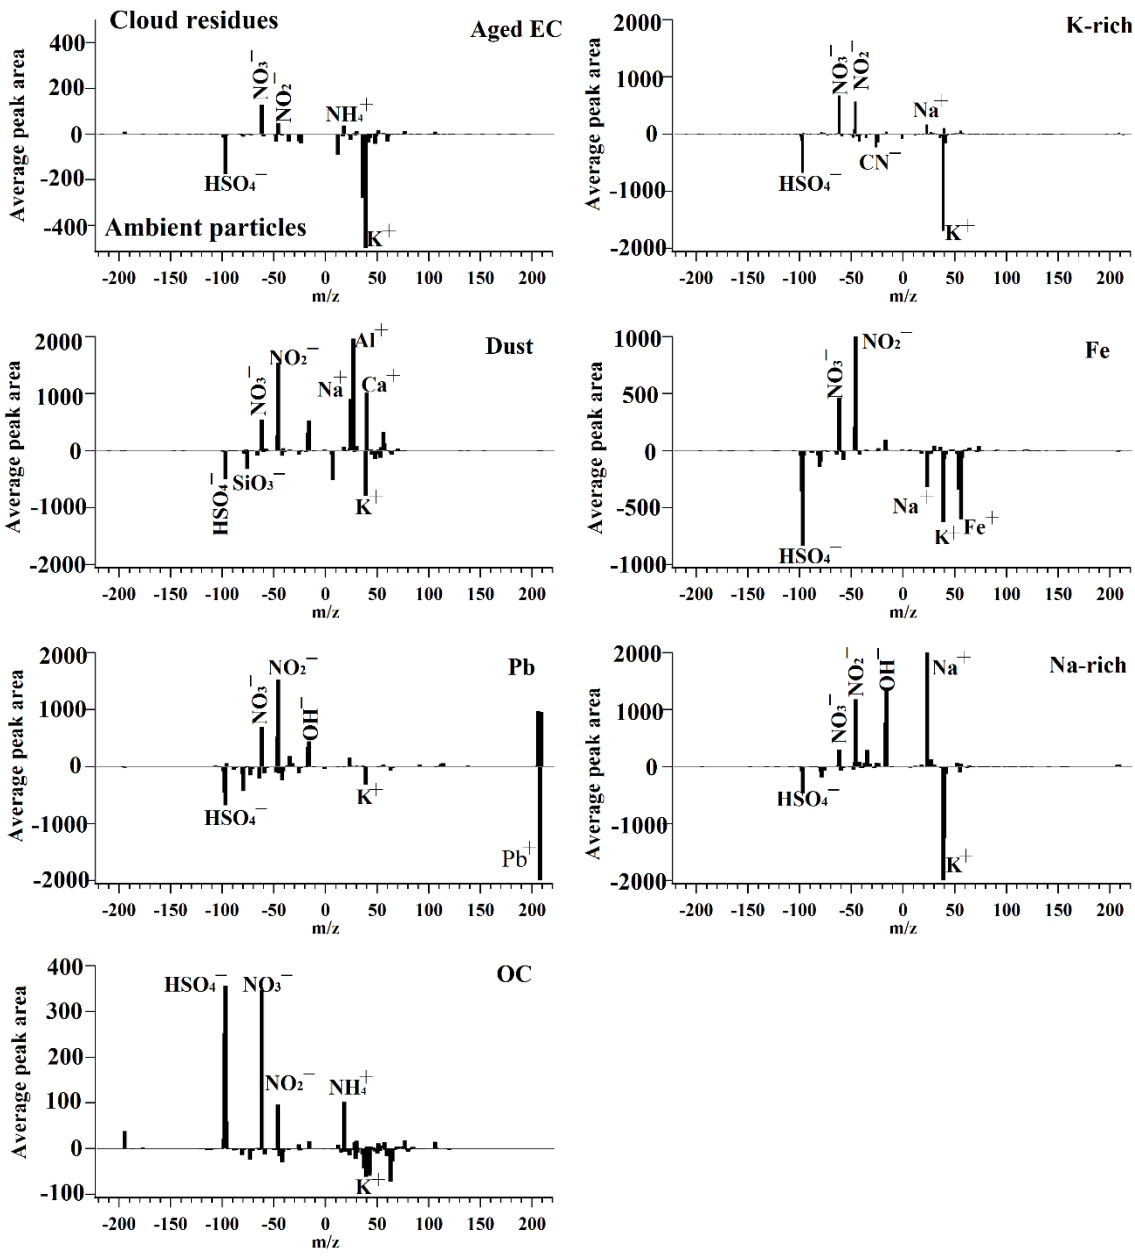 Cloud residues
Aged EC
Average peak area
400
200
0
-200
-400
NO₃⁻
NO₂⁻
NH₄⁺
HSO₄⁻
K⁺
Ambient particles
-200 -150 -100 -50 0 50 100 150 200
m/z
K-rich
Average peak area
2000
1000
0
-1000
-2000
NO₃⁻
NO₂⁻
Na⁺
CN⁻
HSO₄⁻
K⁺
-200 -150 -100 -50 0 50 100 150 200
m/z
Dust
Average peak area
2000
1000
0
-1000
-2000
NO₃⁻
NO₂⁻
Na⁺
Al⁺
Ca⁺
HSO₄⁻
SiO₃⁻
K⁺
-200 -150 -100 -50 0 50 100 150 200
m/z
Fe
Average peak area
1000
500
0
-500
-1000
NO₃⁻
NO₂⁻
Na⁺
K⁺
Fe⁺
HSO₄⁻
-200 -150 -100 -50 0 50 100 150 200
m/z
Pb
Average peak area
2000
1000
0
-1000
-2000
NO₃⁻
NO₂⁻
OH⁻
HSO₄⁻
K⁺
Pb⁺
-200 -150 -100 -50 0 50 100 150 200
m/z
Na-rich
Average peak area
2000
1000
0
-1000
-2000
NO₃⁻
NO₂⁻
OH⁻
Na⁺
HSO₄⁻
K⁺
-200 -150 -100 -50 0 50 100 150 200
m/z
OC
Average peak area
400
300
200
100
0
-100
HSO₄⁻
NO₃⁻
NO₂⁻
NH₄⁺
K⁺
-200 -150 -100 -50 0 50 100 150 200
m/z